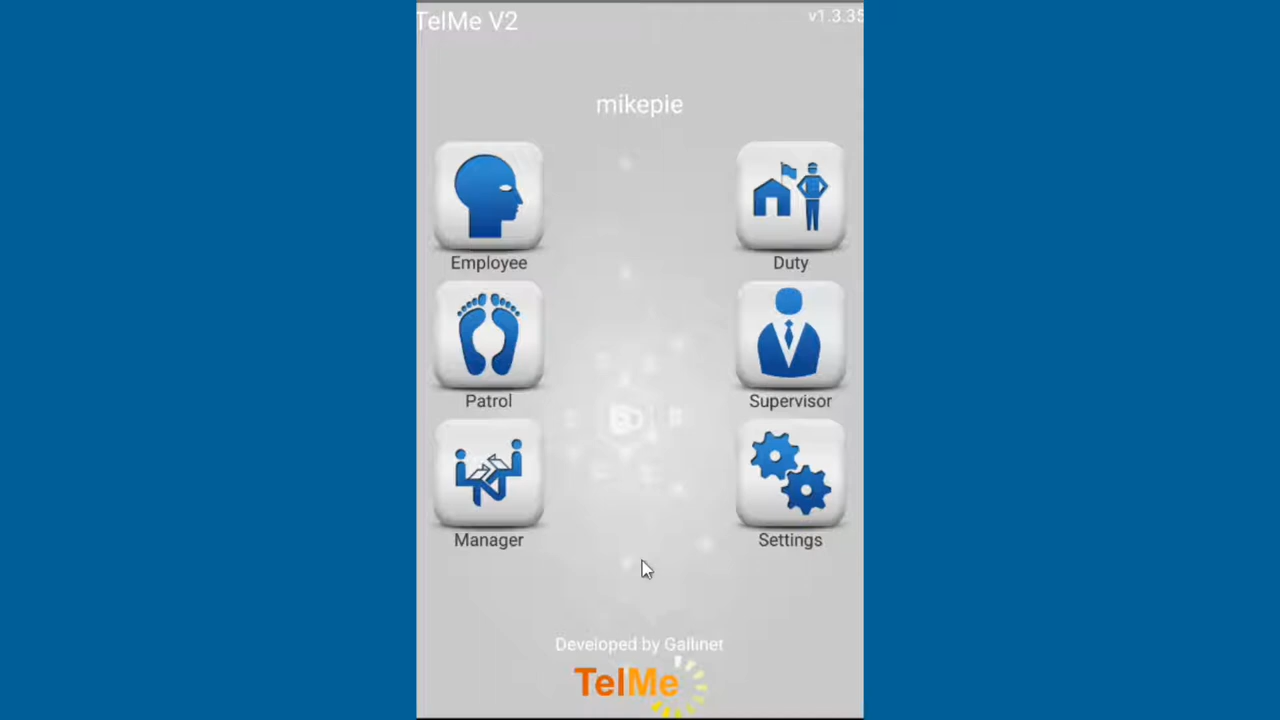 TelMe V2
v1.3.35
mikepie
Employee
Duty
Patrol
Supervisor
Manager
Settings
Developed by Gallinet
TelMe